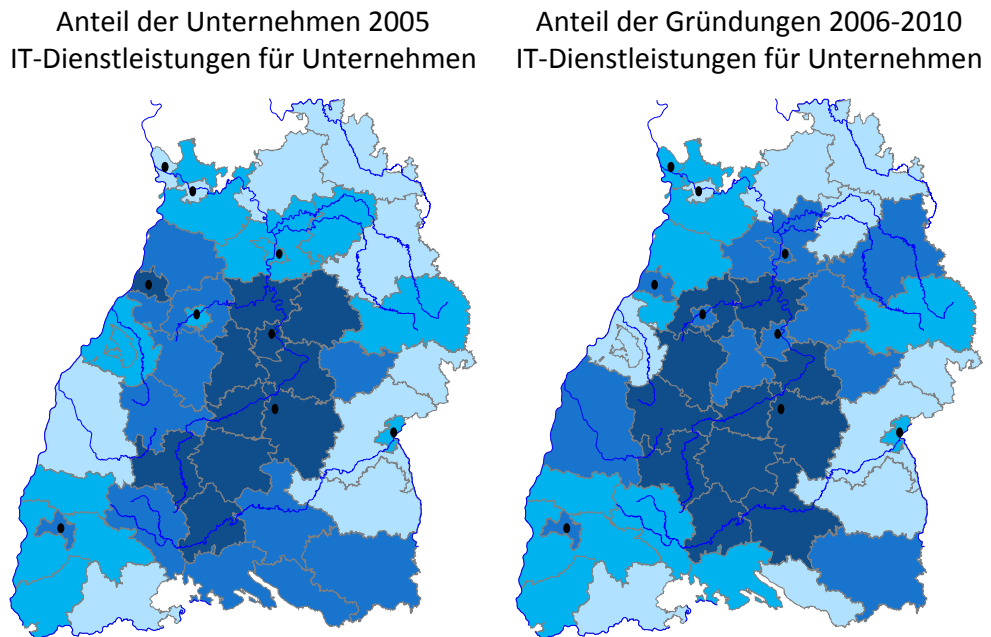 Anteil der Unternehmen 2005
IT-Dienstleistungen für Unternehmen
Anteil der Gründungen 2006-2010
IT-Dienstleistungen für Unternehmen